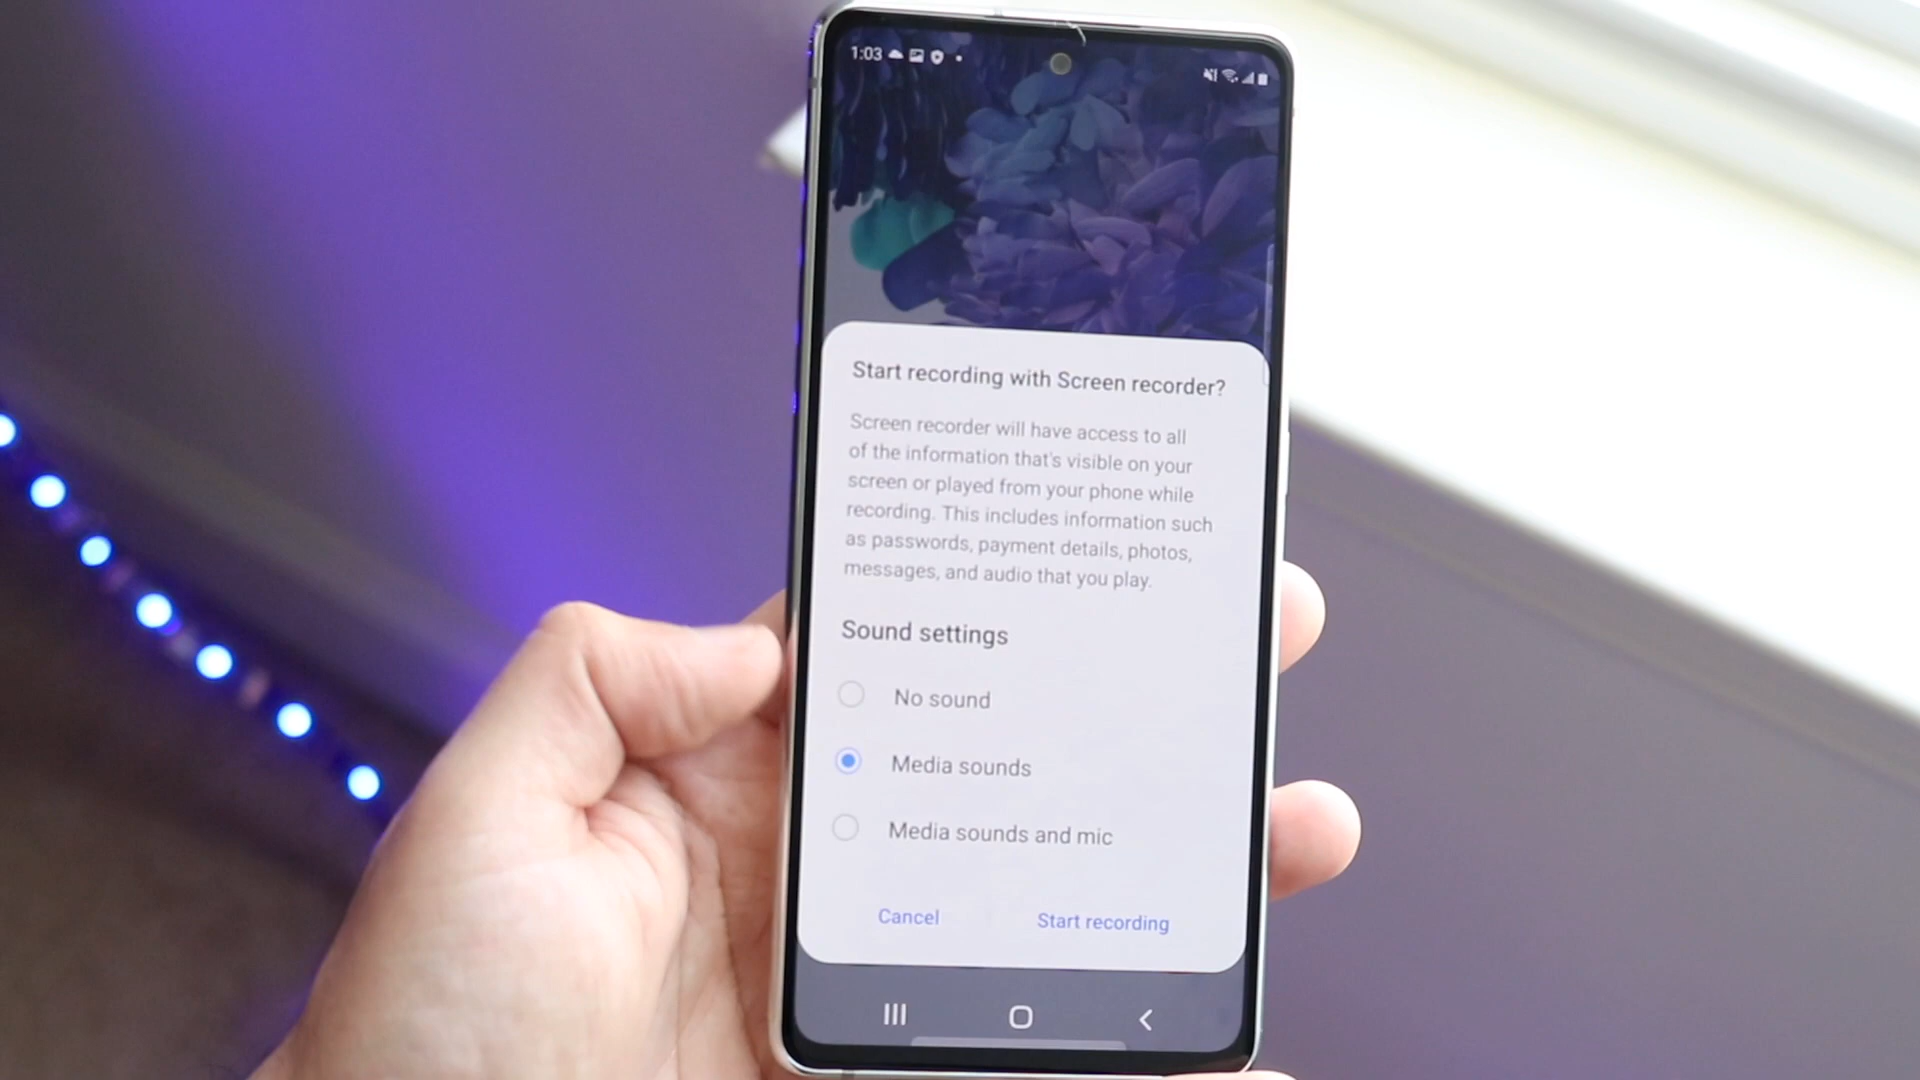 1:03
Start recording with Screen recorder?
Screen recorder will have access to all
of the information that's visible on your
screen or played from your phone while
recording. This includes information such
as passwords, payment details, photos,
messages, and audio that you play.
Sound settings
No sound
Media sounds
Media sounds and mic
Cancel Start recording